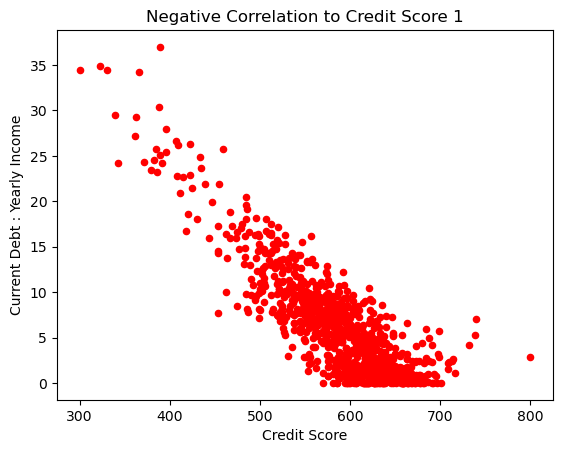 Negative Correlation to Credit Score 1
Current Debt : Yearly Income
35
30
25
20
15
10
5
0
300 400 500 600 700 800
Credit Score